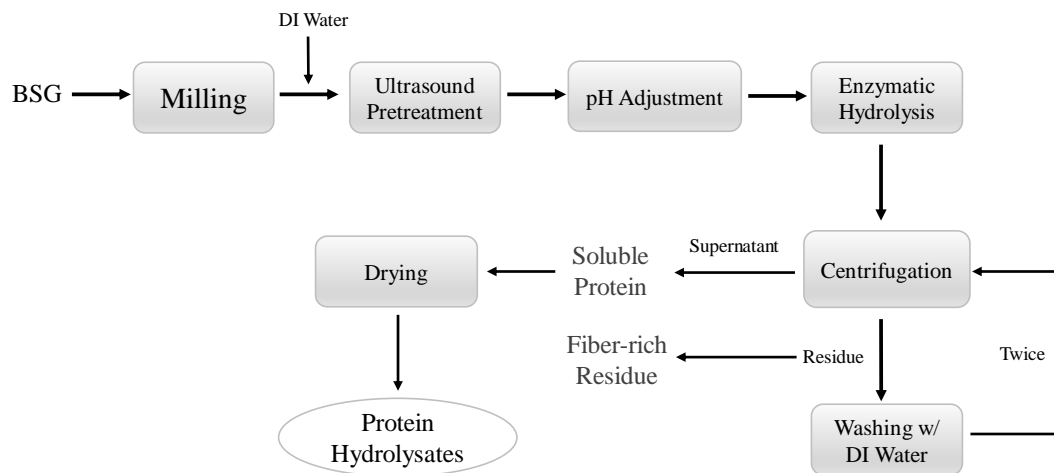 DI Water
BSG
Milling
Ultrasound
Pretreatment
pH Adjustment
Enzymatic
Hydrolysis
Drying
Soluble
Protein
Supernatant
Centrifugation
Fiber-rich
Residue
Residue
Twice
Protein
Hydrolysates
Washing w/
DI Water